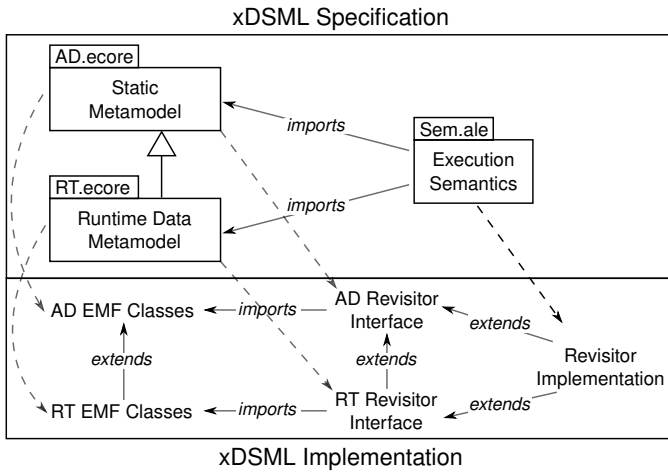 xDSML Specification
AD.ecore
Static
Metamodel
imports
Sem.ale
Execution
Semantics
RT.ecore
Runtime Data
Metamodel
imports
AD EMF Classes
imports
AD Revisitor
Interface
extends
extends
extends
Revisitor
Implementation
RT EMF Classes
imports
RT Revisitor
Interface
extends
xDSML Implementation